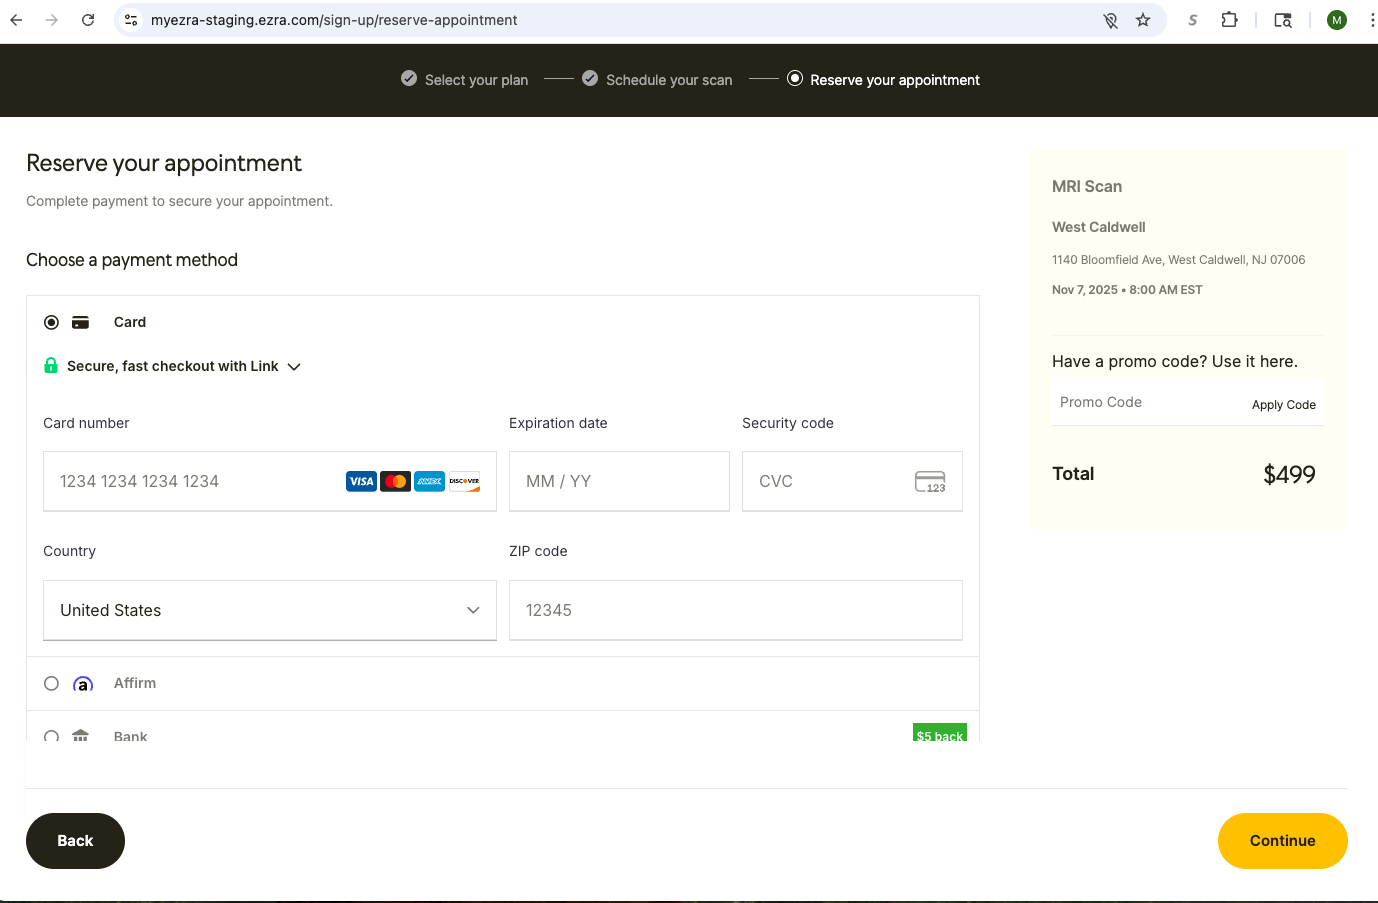 myezra-staging.ezra.com/sign-up/reserve-appointment
S
M
Select your plan
Schedule your scan
Reserve your appointment
Reserve your appointment
Complete payment to secure your appointment.
Choose a payment method
Card
Secure, fast checkout with Link
Card number
Expiration date
Security code
1234 1234 1234 1234
VISA
AMEX
DISCOVER
MM / YY
CVC
123
Country
ZIP code
United States
12345
a
Affirm
Bank
$5 back
MRI Scan
West Caldwell
1140 Bloomfield Ave, West Caldwell, NJ 07006
Nov 7, 2025 • 8:00 AM EST
Have a promo code? Use it here.
Promo Code
Apply Code
Total
$499
Back
Continue